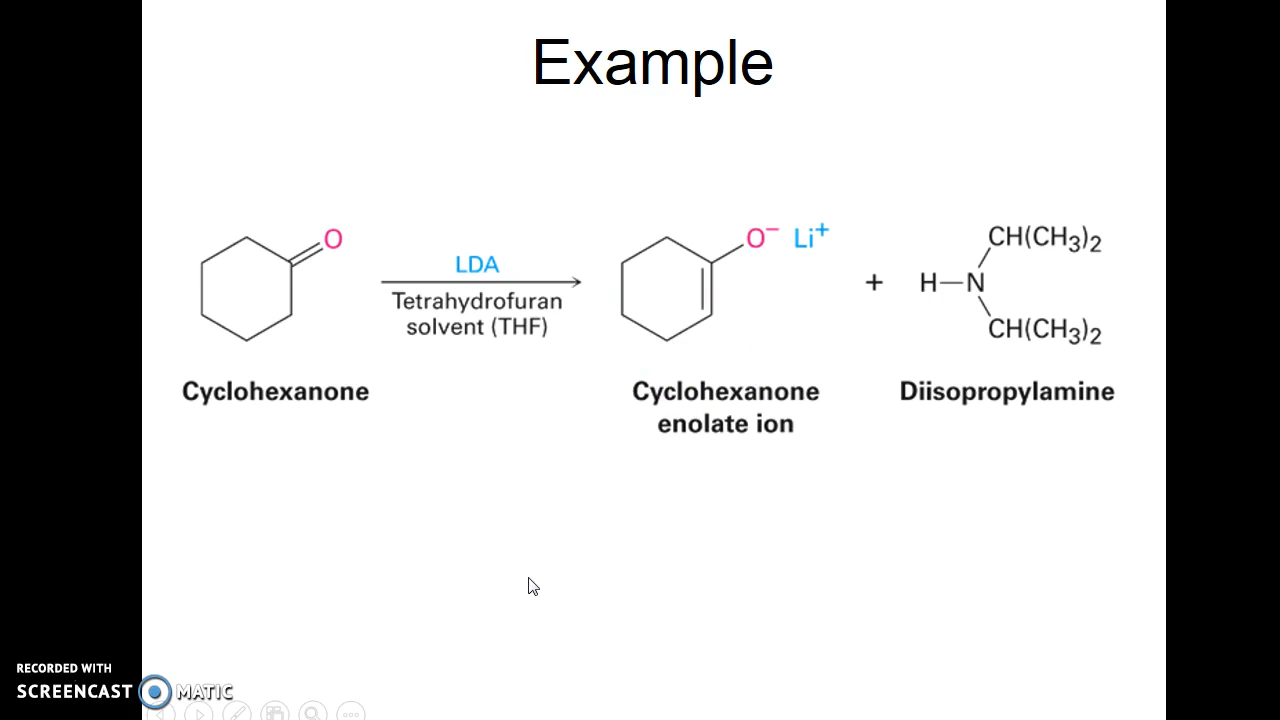 Example
O
LDA
Tetrahydrofuran
solvent (THF)
O⁻ Li⁺
+
H—N
CH(CH₃)₂
CH(CH₃)₂
Cyclohexanone
Cyclohexanone
enolate ion
Diisopropylamine
RECORDED WITH
SCREENCAST MATIC